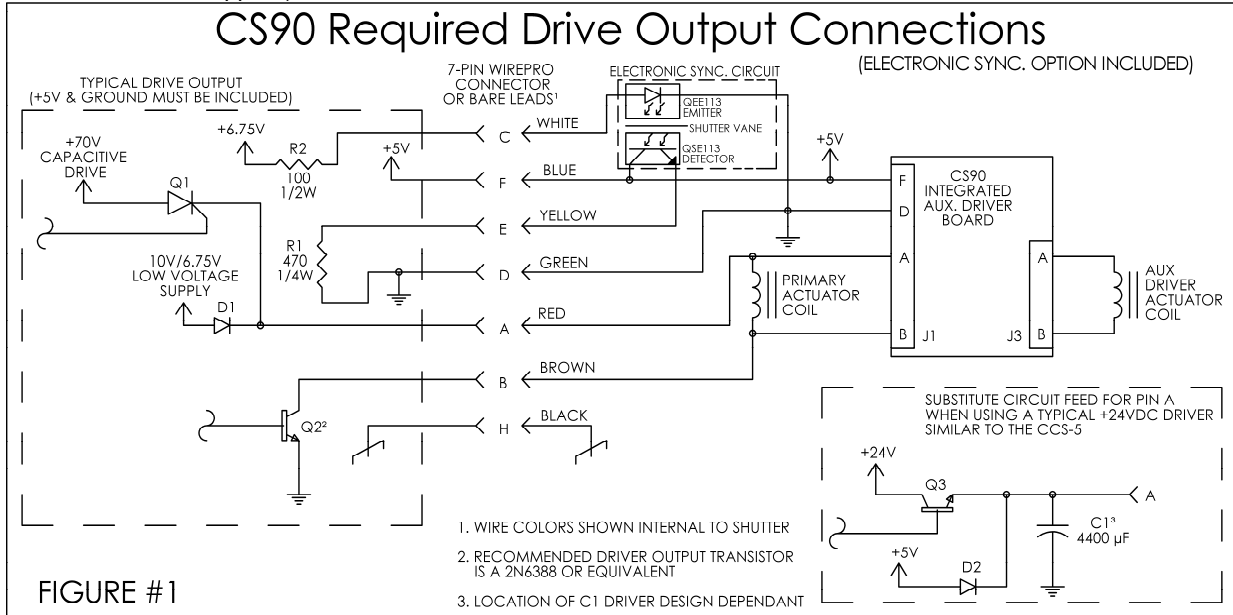 CS90 Required Drive Output Connections
(ELECTRONIC SYNC. OPTION INCLUDED)
TYPICAL DRIVE OUTPUT
(+5V & GROUND MUST BE INCLUDED)
7-PIN WIREPRO
CONNECTOR
OR BARE LEADS¹
ELECTRONIC SYNC. CIRCUIT
QEE113
EMITTER
SHUTTER VANE
QSE113
DETECTOR
+70V
CAPACITIVE
DRIVE
Q1
+6.75V
R2
100
1/2W
+5V
R1
470
1/4W
10V/6.75V
LOW VOLTAGE
SUPPLY
D1
Q2²
C WHITE
F BLUE
E YELLOW
D GREEN
A RED
B BROWN
H BLACK
+5V
PRIMARY
ACTUATOR
COIL
F
D
A
B
J1
CS90
INTEGRATED
AUX. DRIVER
BOARD
A
B
J3
AUX
DRIVER
ACTUATOR
COIL
SUBSTITUTE CIRCUIT FEED FOR PIN A
WHEN USING A TYPICAL +24VDC DRIVER
SIMILAR TO THE CCS-5
+24V
Q3
A
C1³
4400 µF
+5V
D2
1. WIRE COLORS SHOWN INTERNAL TO SHUTTER
2. RECOMMENDED DRIVER OUTPUT TRANSISTOR
IS A 2N6388 OR EQUIVALENT
3. LOCATION OF C1 DRIVER DESIGN DEPENDANT
FIGURE #1